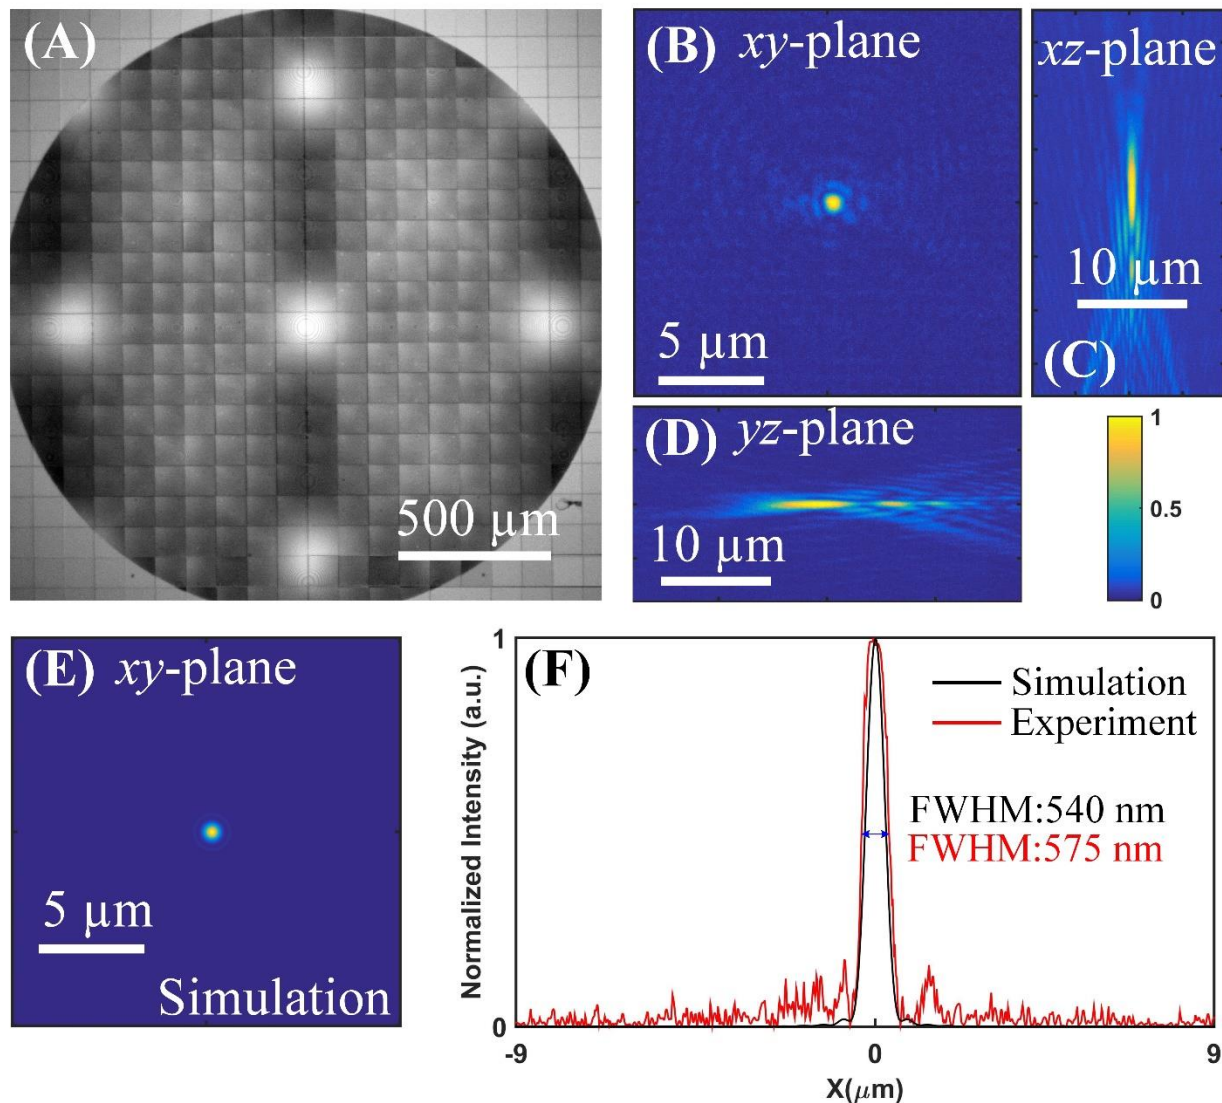 (A)
500 µm
(B) xy-plane
5 µm
xz-plane
10 µm
(C)
(D) yz-plane
10 µm
1
0.5
0
(E) xy-plane
5 µm
Simulation
(F)
Normalized Intensity (a.u.)
1
0
Simulation
Experiment
FWHM:540 nm
FWHM:575 nm
-9
0
9
X(µm)